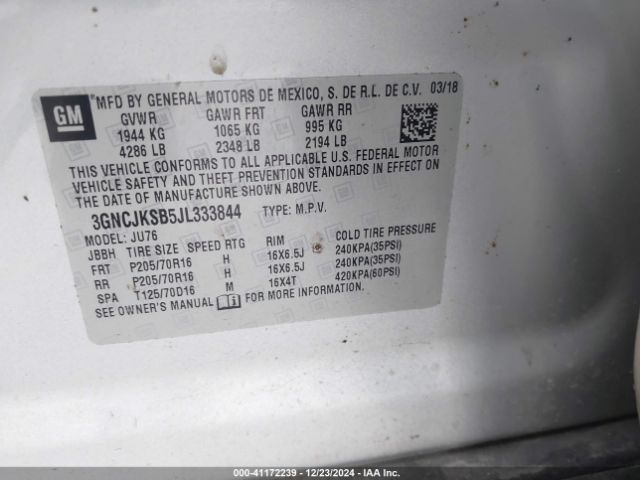 GM
MFD BY GENERAL MOTORS DE MEXICO, S. DE R.L. DE C.V. 03/18
GVWR GAWR FRT GAWR RR
1944 KG 1065 KG 995 KG
4286 LB 2348 LB 2194 LB
THIS VEHICLE CONFORMS TO ALL APPLICABLE U.S. FEDERAL MOTOR
VEHICLE SAFETY AND THEFT PREVENTION STANDARDS IN EFFECT ON
THE DATE OF MANUFACTURE SHOWN ABOVE.
3GNCJKSB5JL333844 TYPE: M.P.V.
MODEL: JU76
JBBH TIRE SIZE SPEED RTG RIM COLD TIRE PRESSURE
FRT P205/70R16 H 16X6.5J 240KPA(35PSI)
RR P205/70R16 H 16X6.5J 240KPA(35PSI)
SPA T125/70D16 M 16X4T 420KPA(60PSI)
SEE OWNER'S MANUAL FOR MORE INFORMATION.
000-41172239 - 12/23/2024 - IAA Inc.